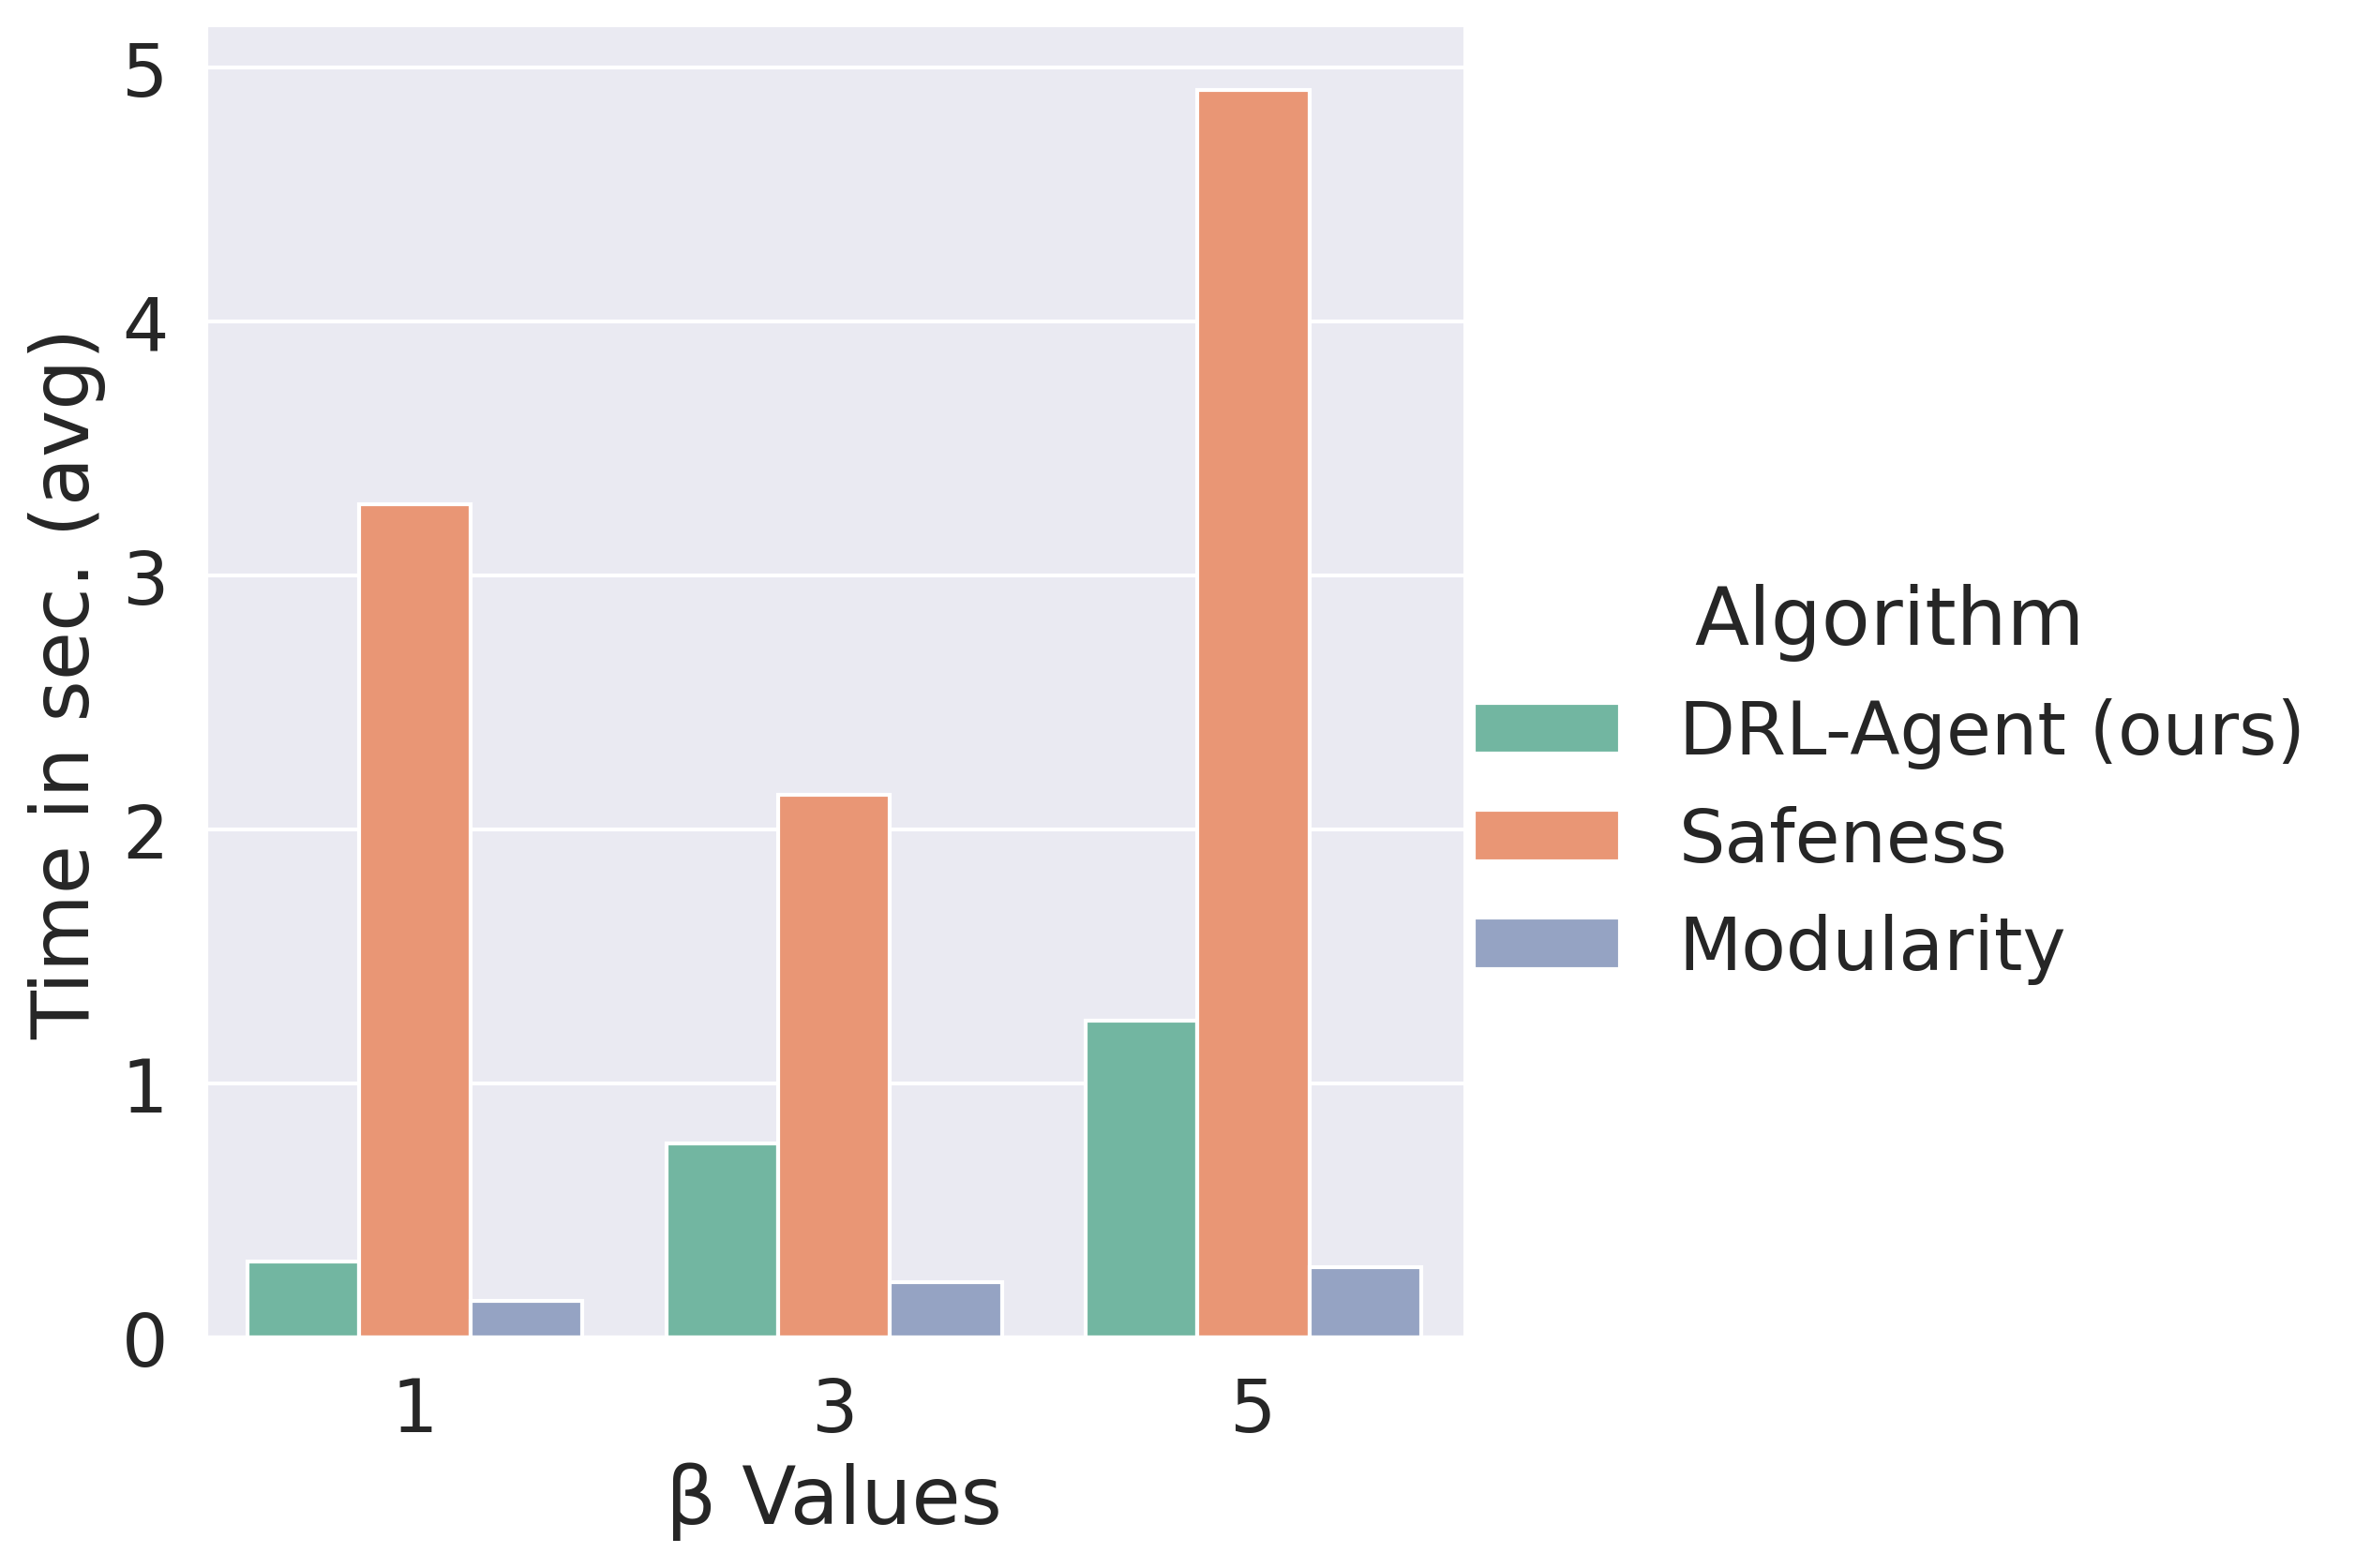 Time in sec. (avg)
5
4
3
2
1
0
1 3 5
β Values
Algorithm
DRL-Agent (ours)
Safeness
Modularity